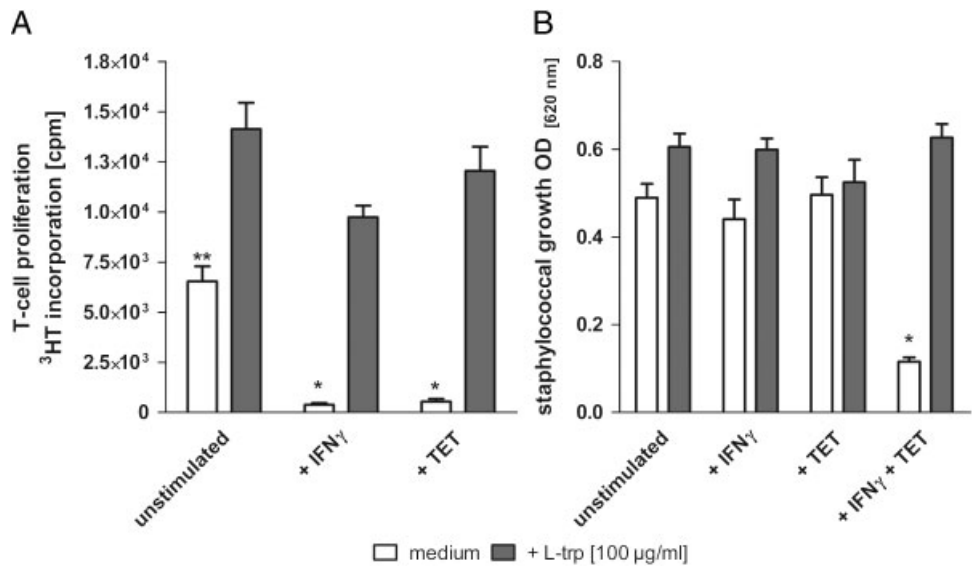 A
T-cell proliferation
³HT incorporation [cpm]
1.8×10⁴
1.5×10⁴
1.3×10⁴
1.0×10⁴
7.5×10³
5.0×10³
2.5×10³
0
**
*
*
unstimulated
+ IFNγ
+ TET
B
staphylococcal growth OD [620 nm]
0.8
0.6
0.4
0.2
0.0
*
unstimulated
+ IFNγ
+ TET
+ IFNγ + TET
medium + L-trp [100 µg/ml]